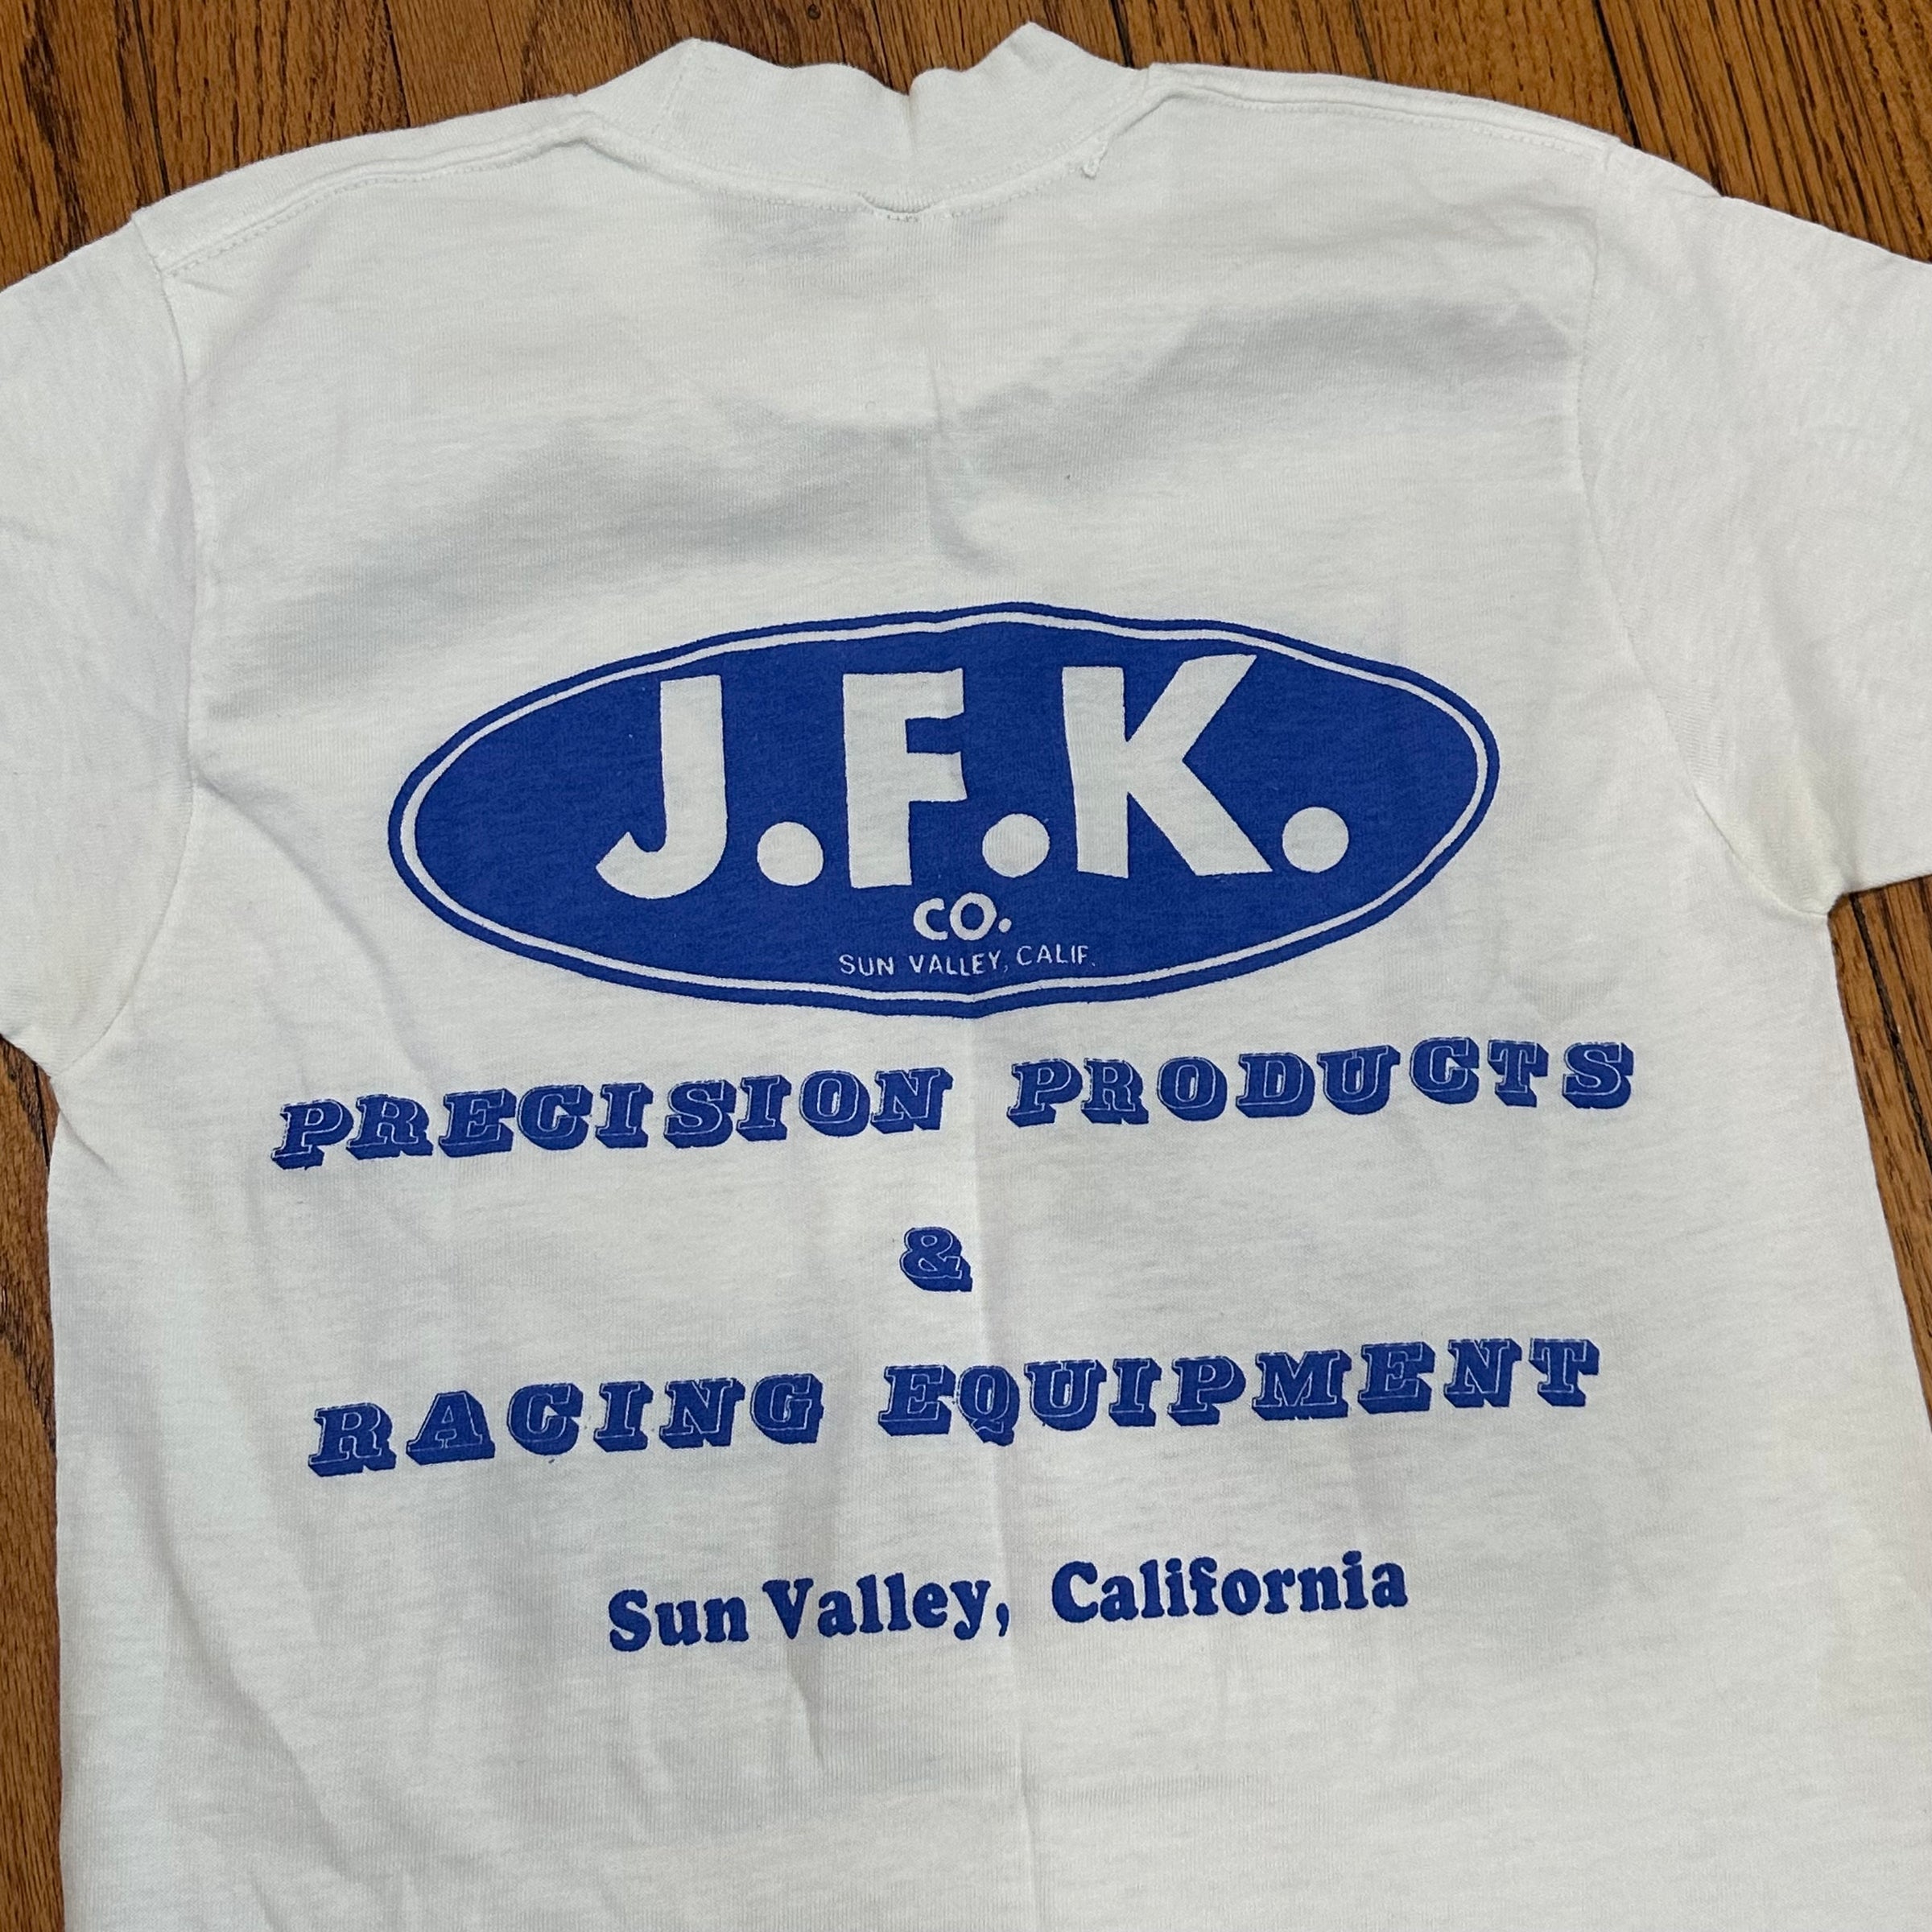 J.F.K.
CO.
SUN VALLEY, CALIF.
PRECISION PRODUCTS
&
RACING EQUIPMENT
Sun Valley, California